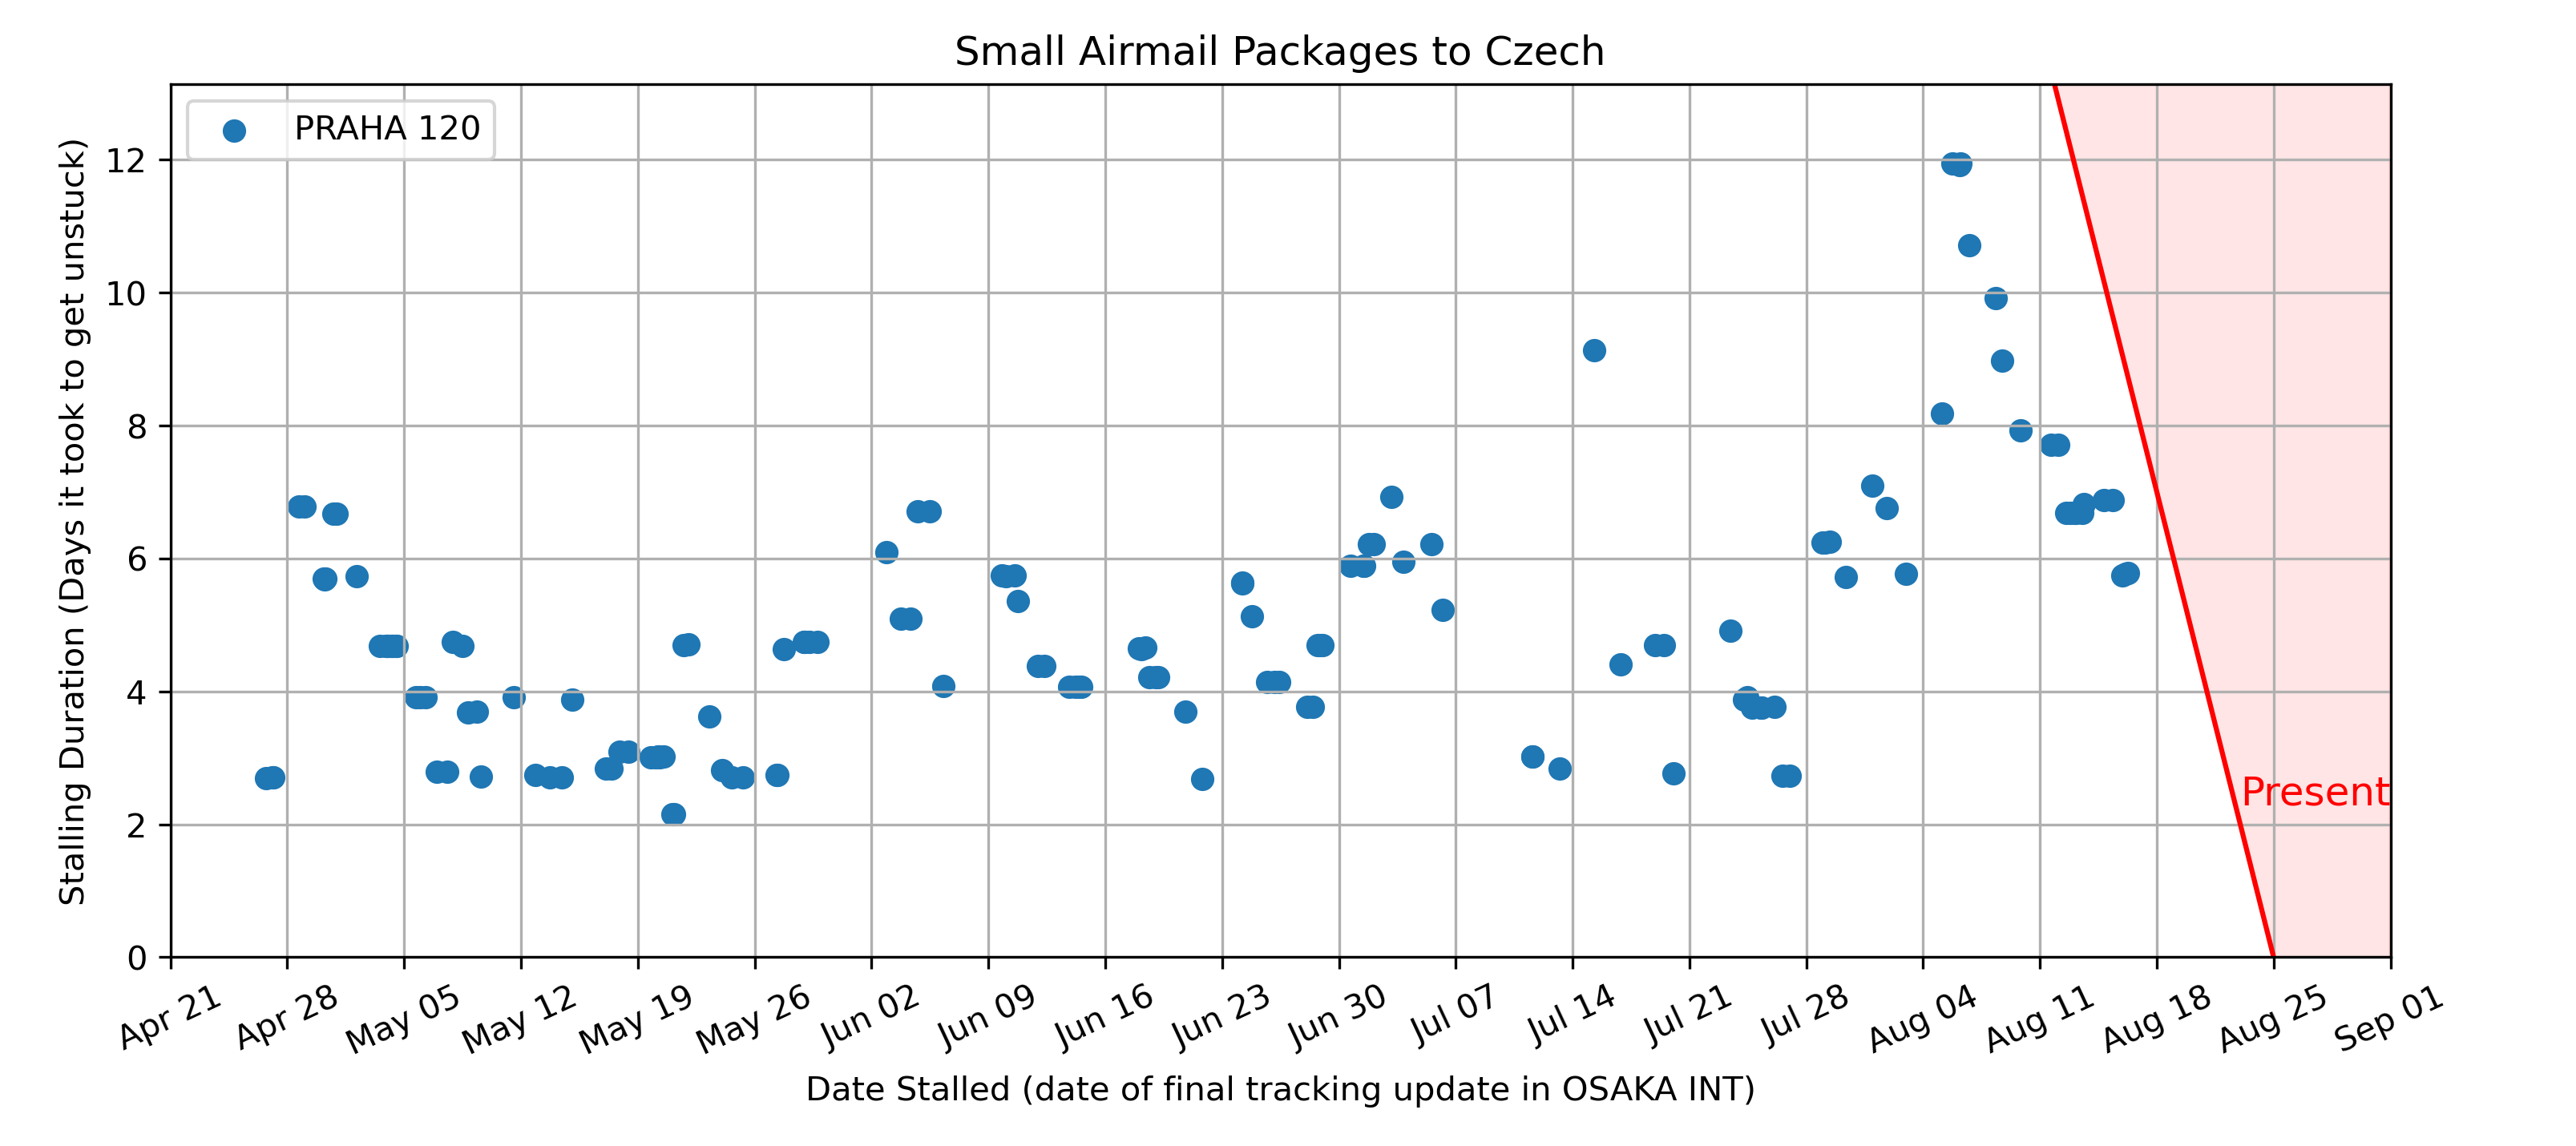 Small Airmail Packages to Czech
PRAHA 120
Stalling Duration (Days it took to get unstuck)
12
10
8
6
4
2
0
Apr 21
Apr 28
May 05
May 12
May 19
May 26
Jun 02
Jun 09
Jun 16
Jun 23
Jun 30
Jul 07
Jul 14
Jul 21
Jul 28
Aug 04
Aug 11
Aug 18
Aug 25
Sep 01
Present
Date Stalled (date of final tracking update in OSAKA INT)